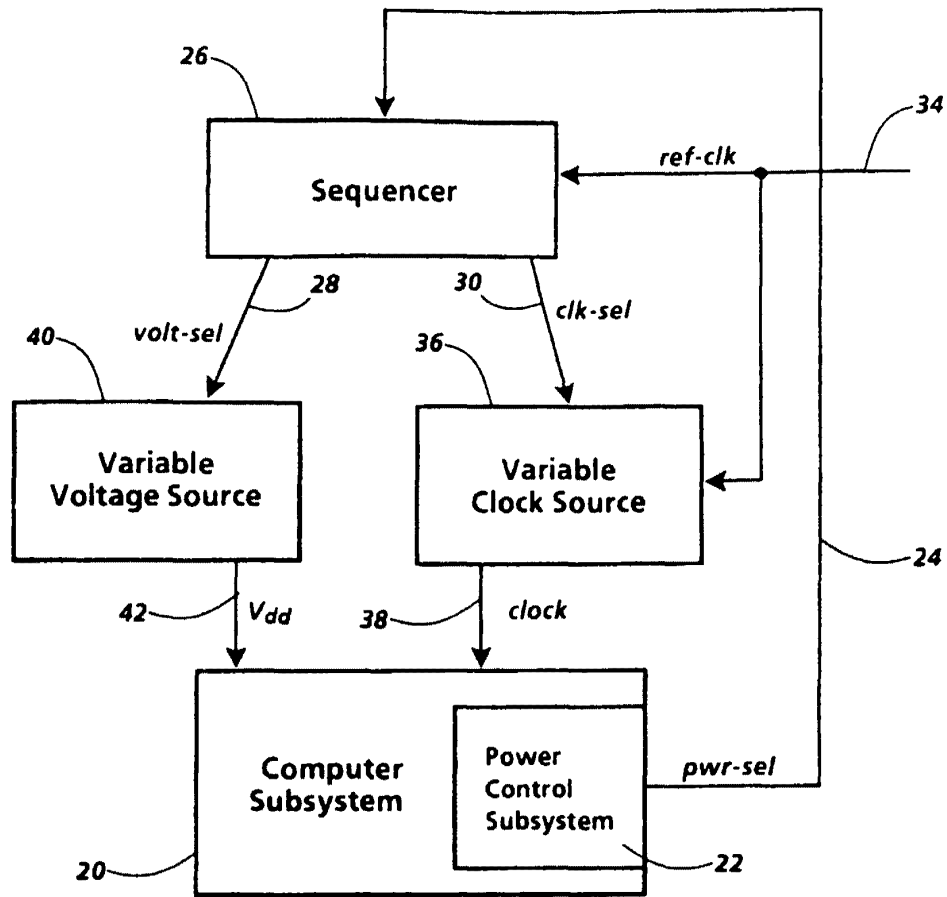 26
34
ref-clk
Sequencer
28
30
volt-sel
clk-sel
40
36
Variable
Voltage Source
Variable
Clock Source
24
42
Vdd
38
clock
Computer
Subsystem
Power
Control
Subsystem
pwr-sel
20
22